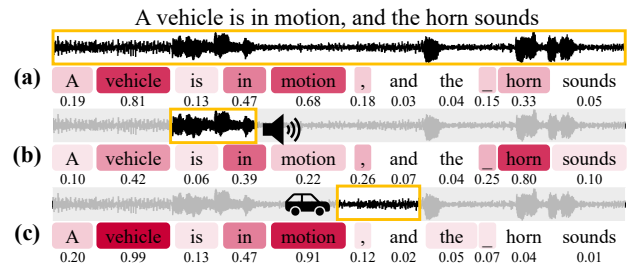 A vehicle is in motion, and the horn sounds
(a) A vehicle is in motion , and the _ horn sounds
0.19 0.81 0.13 0.47 0.68 0.18 0.03 0.04 0.15 0.33 0.05
(b) A vehicle is in motion , and the _ horn sounds
0.10 0.42 0.06 0.39 0.22 0.26 0.07 0.04 0.25 0.80 0.10
(c) A vehicle is in motion , and the _ horn sounds
0.20 0.99 0.13 0.47 0.91 0.12 0.02 0.05 0.07 0.04 0.01